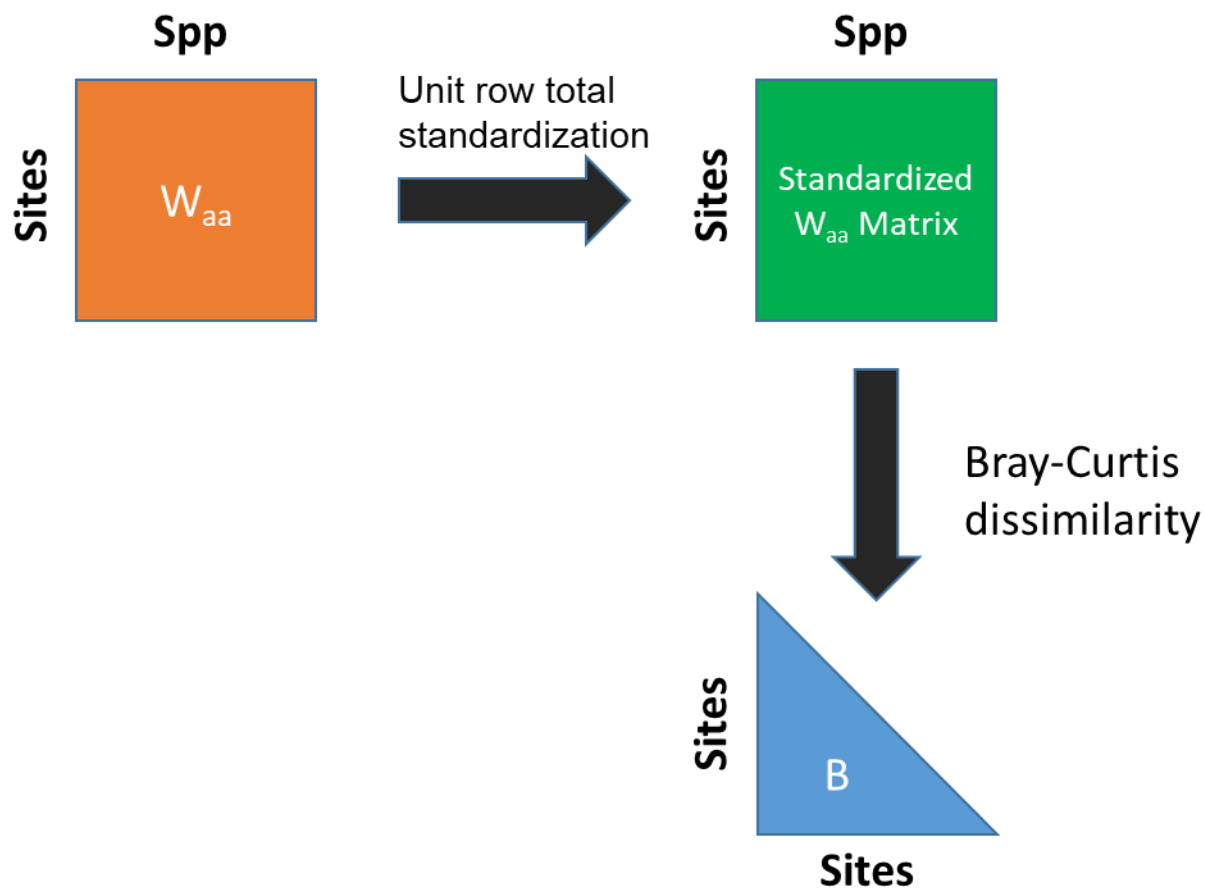 Spp
Sites
W_aa
Unit row total
standardization
Spp
Sites
Standardized
W_aa Matrix
Bray-Curtis
dissimilarity
Sites
B
Sites